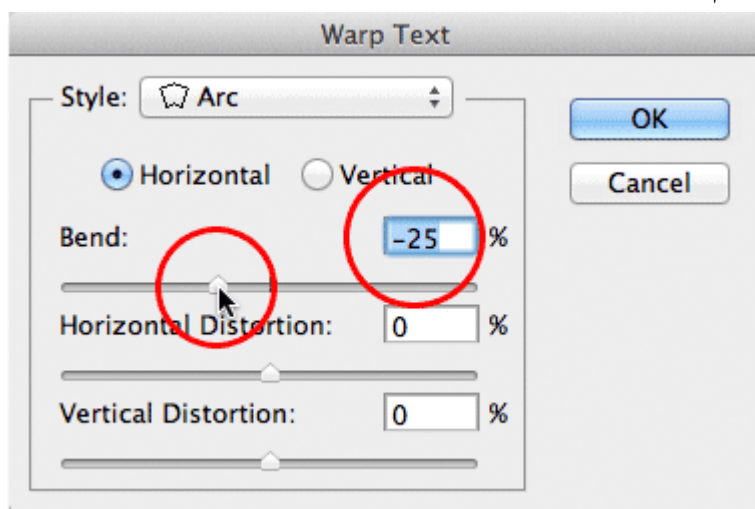 Warp Text
Style: Arc
OK
Horizontal Vertical
Cancel
Bend: -25 %
Horizontal Distortion: 0 %
Vertical Distortion: 0 %